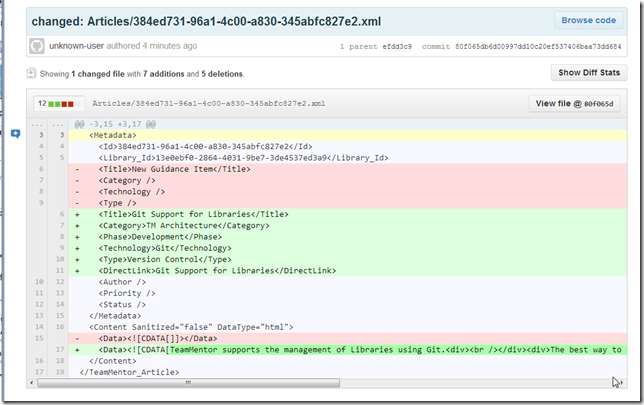 changed: Articles/384ed731-96a1-4c00-a830-345abfc827e2.xml
Browse code
unknown-user authored 4 minutes ago
1 parent efdd3c9 commit 80f065db6d00997dd10c20ef537406baa73dd684
Showing 1 changed file with 7 additions and 5 deletions.
Show Diff Stats
12 Articles/384ed731-96a1-4c00-a830-345abfc827e2.xml
View file @ 80f065d
... ... @@ -3,15 +3,17 @@
3 3 <Metadata>
4 4 <Id>384ed731-96a1-4c00-a830-345abfc827e2</Id>
5 5 <Library_Id>13e0ebf0-2864-4031-9be7-3de4537ed3a9</Library_Id>
6 - <Title>New Guidance Item</Title>
7 - <Category />
8 - <Technology />
9 - <Type />
6 + <Title>Git Support for Libraries</Title>
7 + <Category>TM Architecture</Category>
8 + <Phase>Development</Phase>
9 + <Technology>Git</Technology>
10 + <Type>Version Control</Type>
11 + <DirectLink>Git Support for Libraries</DirectLink>
10 12 <Author />
11 13 <Priority />
12 14 <Status />
13 15 </Metadata>
14 16 <Content Sanitized="false" DataType="html">
15 - <Data><![CDATA[]]></Data>
17 + <Data><![CDATA[TeamMentor supports the management of Libraries using Git.<div><br /></div><div>The best way to
16 18 </Content>
17 19 </TeamMentor_Article>